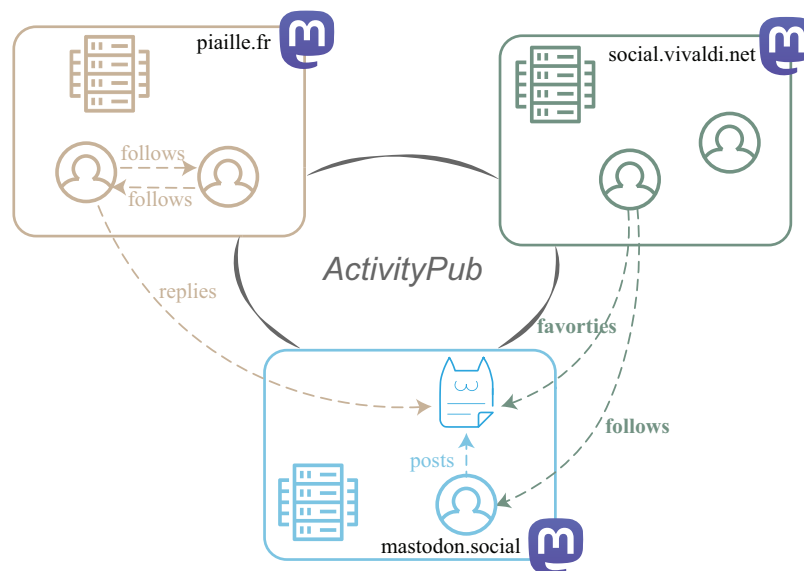 piaille.fr
social.vivaldi.net
follows
follows
ActivityPub
replies
favorties
follows
posts
mastodon.social